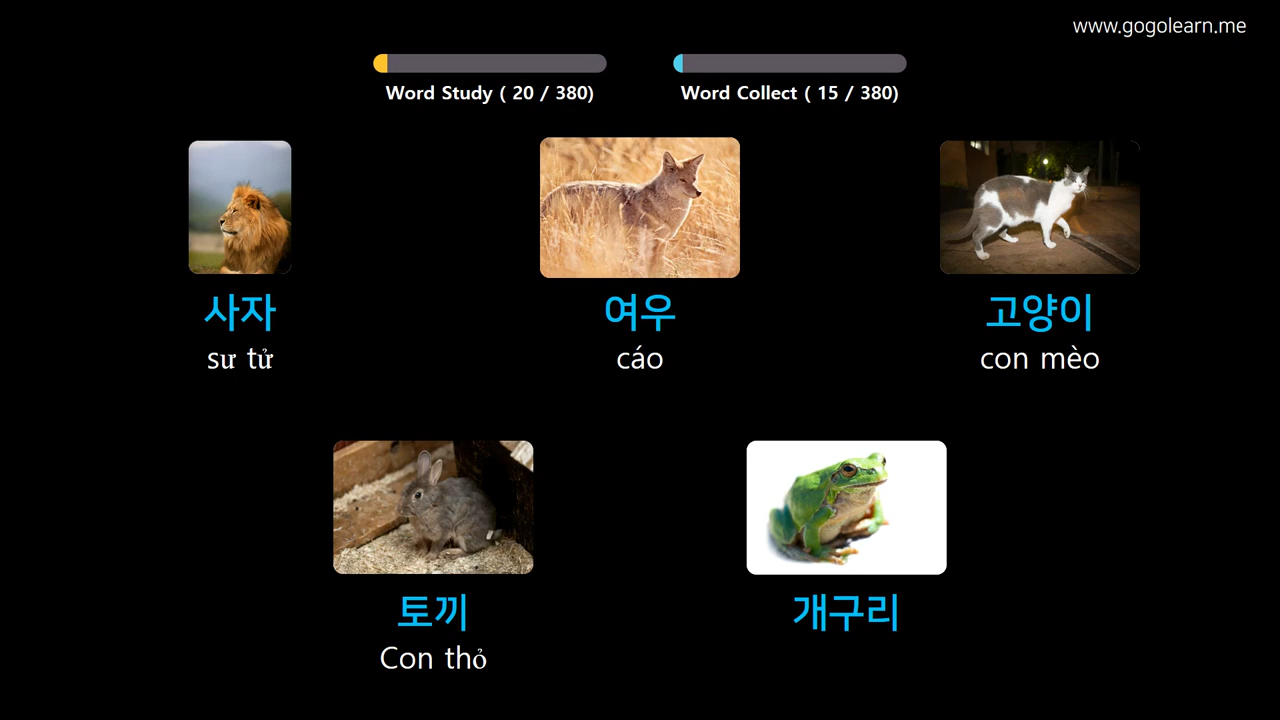 www.gogolearn.me
Word Study ( 20 / 380)
Word Collect ( 15 / 380)
사자
여우
고양이
sư tử
cáo
con mèo
토끼
개구리
Con thỏ